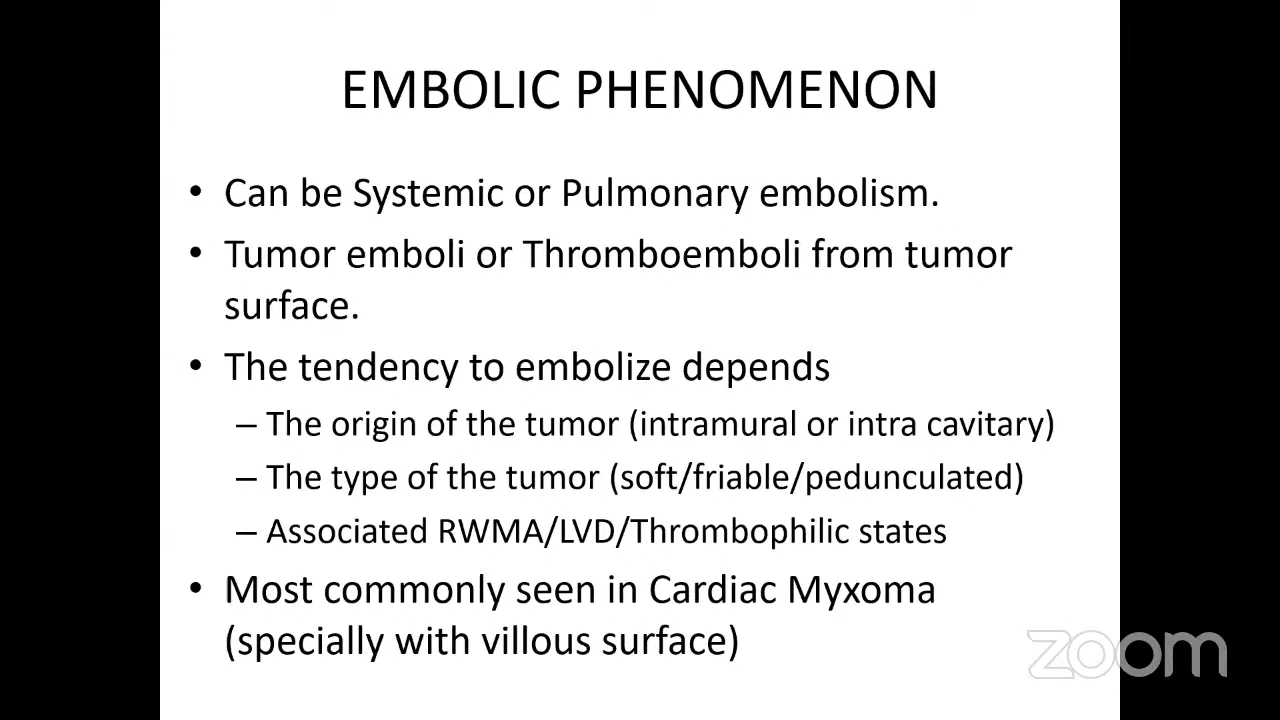 EMBOLIC PHENOMENON
• Can be Systemic or Pulmonary embolism.
• Tumor emboli or Thromboemboli from tumor
surface.
• The tendency to embolize depends
– The origin of the tumor (intramural or intra cavitary)
– The type of the tumor (soft/friable/pedunculated)
– Associated RWMA/LVD/Thrombophilic states
• Most commonly seen in Cardiac Myxoma
(specially with villous surface)
zoom